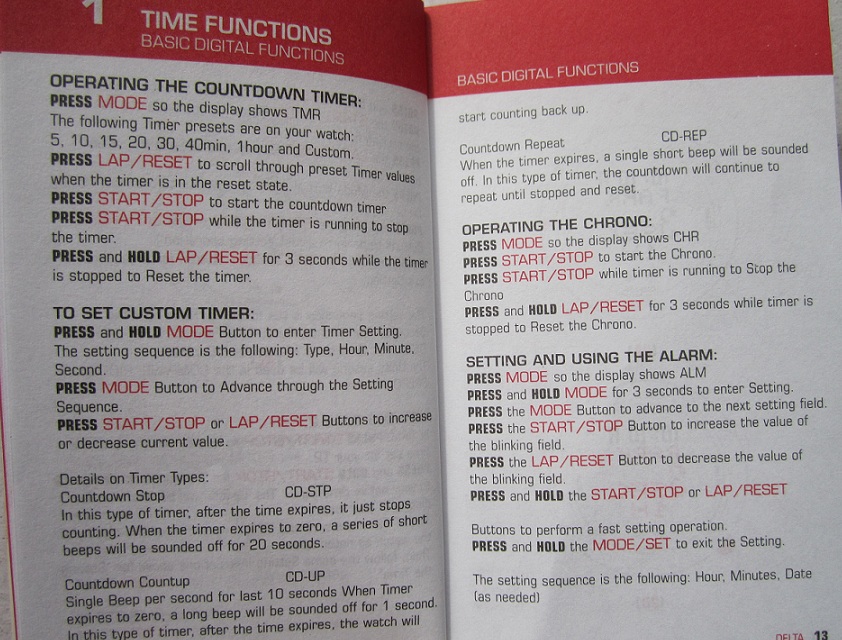 1 TIME FUNCTIONS
BASIC DIGITAL FUNCTIONS
OPERATING THE COUNTDOWN TIMER:
PRESS MODE so the display shows TMR
The following Timer presets are on your watch:
5, 10, 15, 20, 30, 40min, 1hour and Custom.
PRESS LAP/RESET to scroll through preset Timer values
when the timer is in the reset state.
PRESS START/STOP to start the countdown timer
PRESS START/STOP while the timer is running to stop
the timer.
PRESS and HOLD LAP/RESET for 3 seconds while the timer
is stopped to Reset the timer.
TO SET CUSTOM TIMER:
PRESS and HOLD MODE Button to enter Timer Setting.
The setting sequence is the following: Type, Hour, Minute,
Second.
PRESS MODE Button to Advance through the Setting
Sequence.
PRESS START/STOP or LAP/RESET Buttons to increase
or decrease current value.
Details on Timer Types:
Countdown Stop CD-STP
In this type of timer, after the time expires, it just stops
counting. When the timer expires to zero, a series of short
beeps will be sounded off for 20 seconds.
Countdown Countup CD-UP
Single Beep per second for last 10 seconds When Timer
expires to zero, a long beep will be sounded off for 1 second.
In this type of timer, after the time expires, the watch will
BASIC DIGITAL FUNCTIONS
start counting back up.
Countdown Repeat CD-REP
When the timer expires, a single short beep will be sounded
off. In this type of timer, the countdown will continue to
repeat until stopped and reset.
OPERATING THE CHRONO:
PRESS MODE so the display shows CHR
PRESS START/STOP to start the Chrono.
PRESS START/STOP while timer is running to Stop the
Chrono
PRESS and HOLD LAP/RESET for 3 seconds while timer is
stopped to Reset the Chrono.
SETTING AND USING THE ALARM:
PRESS MODE so the display shows ALM
PRESS and HOLD MODE for 3 seconds to enter Setting.
PRESS the MODE Button to advance to the next setting field.
PRESS the START/STOP Button to increase the value of
the blinking field.
PRESS the LAP/RESET Button to decrease the value of
the blinking field.
PRESS and HOLD the START/STOP or LAP/RESET
Buttons to perform a fast setting operation.
PRESS and HOLD the MODE/SET to exit the Setting.
The setting sequence is the following: Hour, Minutes, Date
(as needed)
DELTA 13